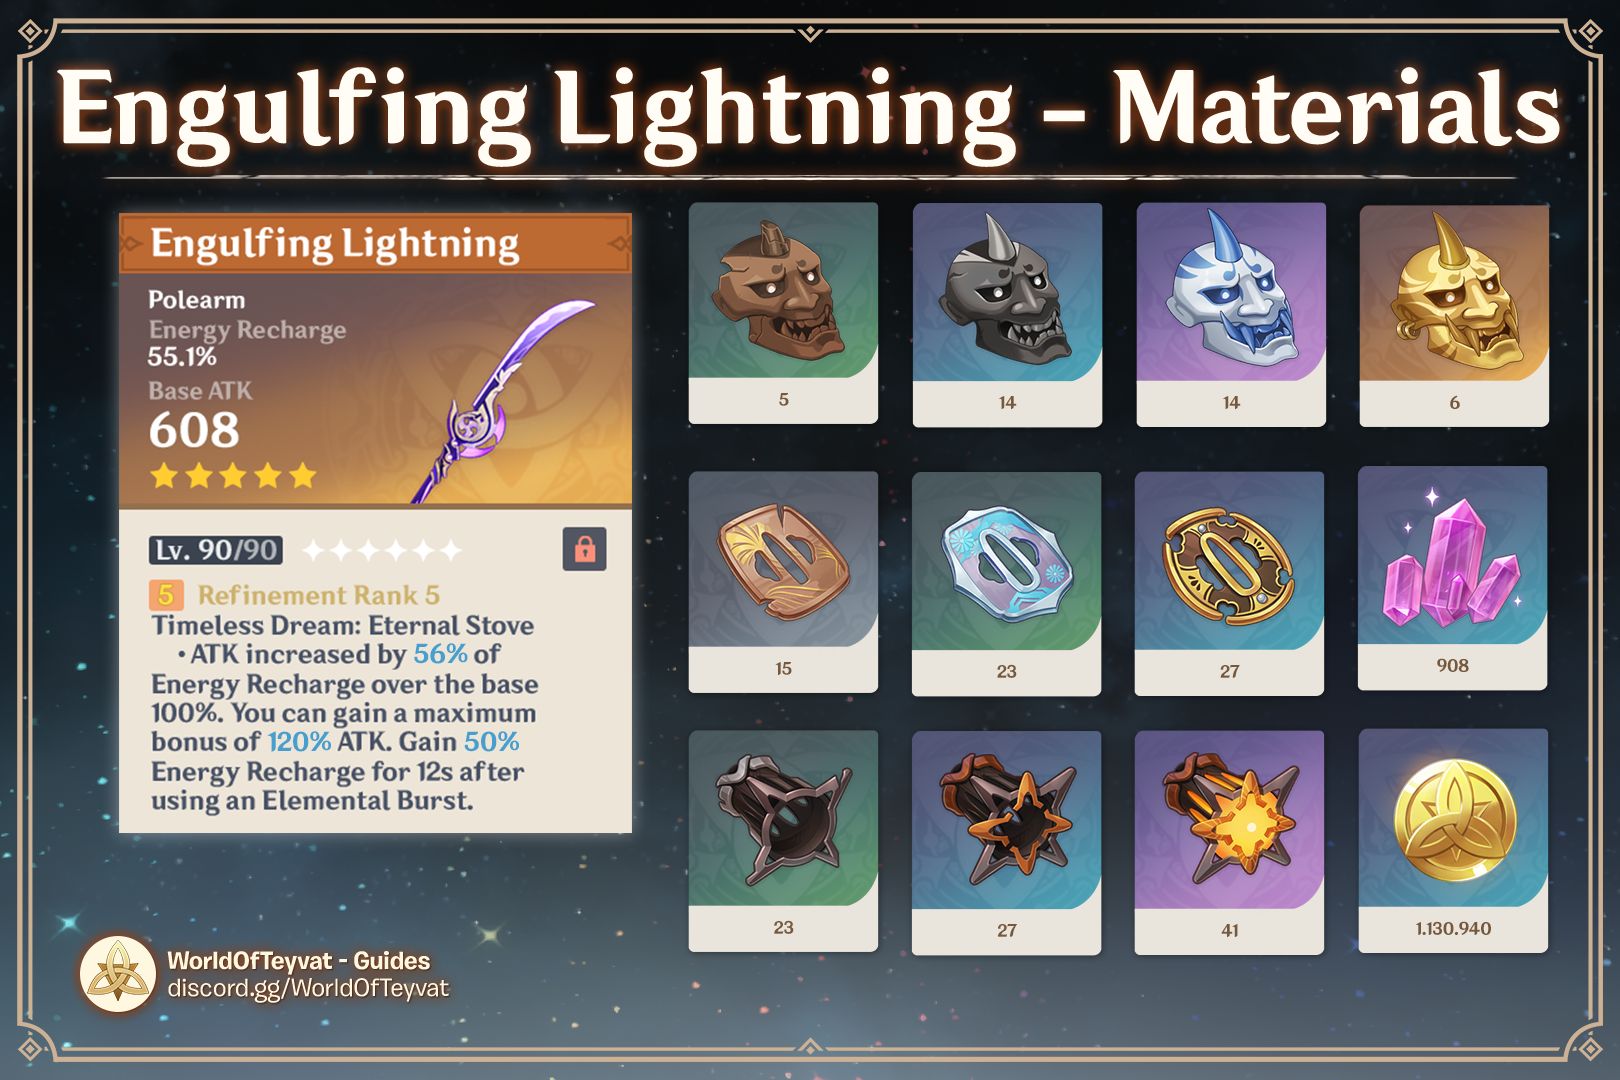 Engulfing Lightning - Materials
Engulfing Lightning
Polearm
Energy Recharge
55.1%
Base ATK
608
Lv. 90/90
5 Refinement Rank 5
Timeless Dream: Eternal Stove
• ATK increased by 56% of
Energy Recharge over the base
100%. You can gain a maximum
bonus of 120% ATK. Gain 50%
Energy Recharge for 12s after
using an Elemental Burst.
5
14
14
6
15
23
27
908
23
27
41
1.130.940
WorldOfTeyvat - Guides
discord.gg/WorldOfTeyvat